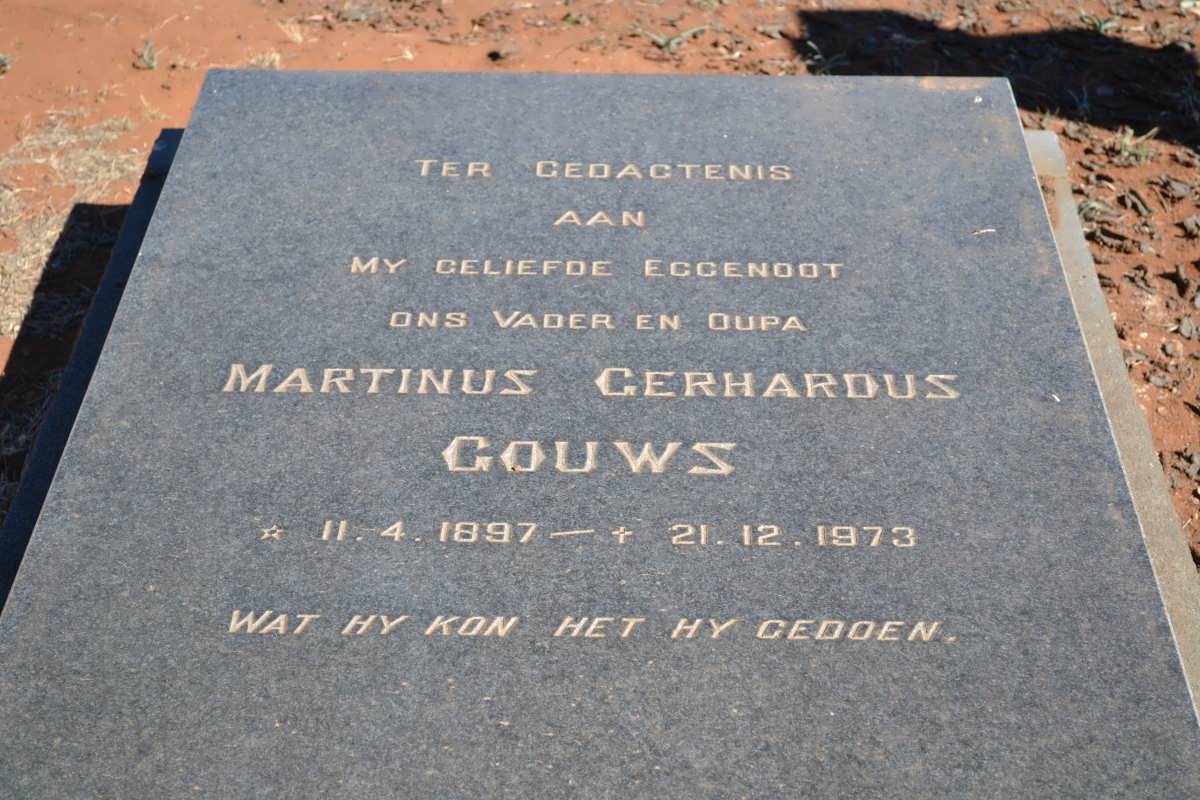 TER GEDACTENIS
AAN
MY GELIEFDE EGGENOOT
ONS VADER EN OUPA
MARTINUS GERHARDUS
GOUWS
☆ 11.4.1897 — † 21.12.1973
WAT HY KON HET HY GEDOEN.